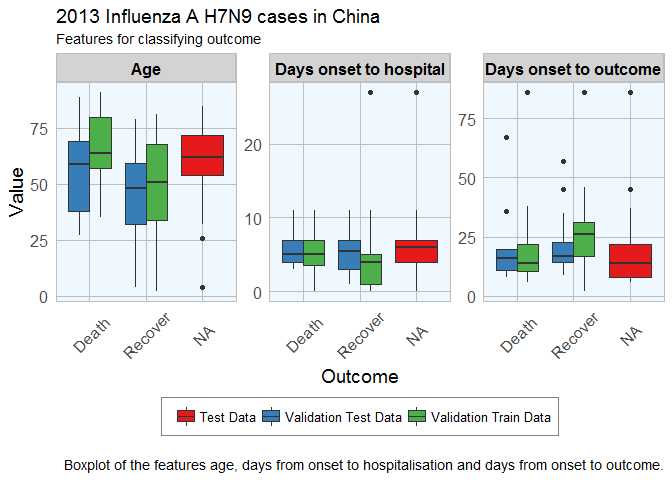 2013 Influenza A H7N9 cases in China
Features for classifying outcome
Age
Days onset to hospital
Days onset to outcome
Value
75
50
25
0
20
10
0
75
50
25
0
Death
Recover
NA
Death
Recover
NA
Death
Recover
NA
Outcome
Test Data
Validation Test Data
Validation Train Data
Boxplot of the features age, days from onset to hospitalisation and days from onset to outcome.